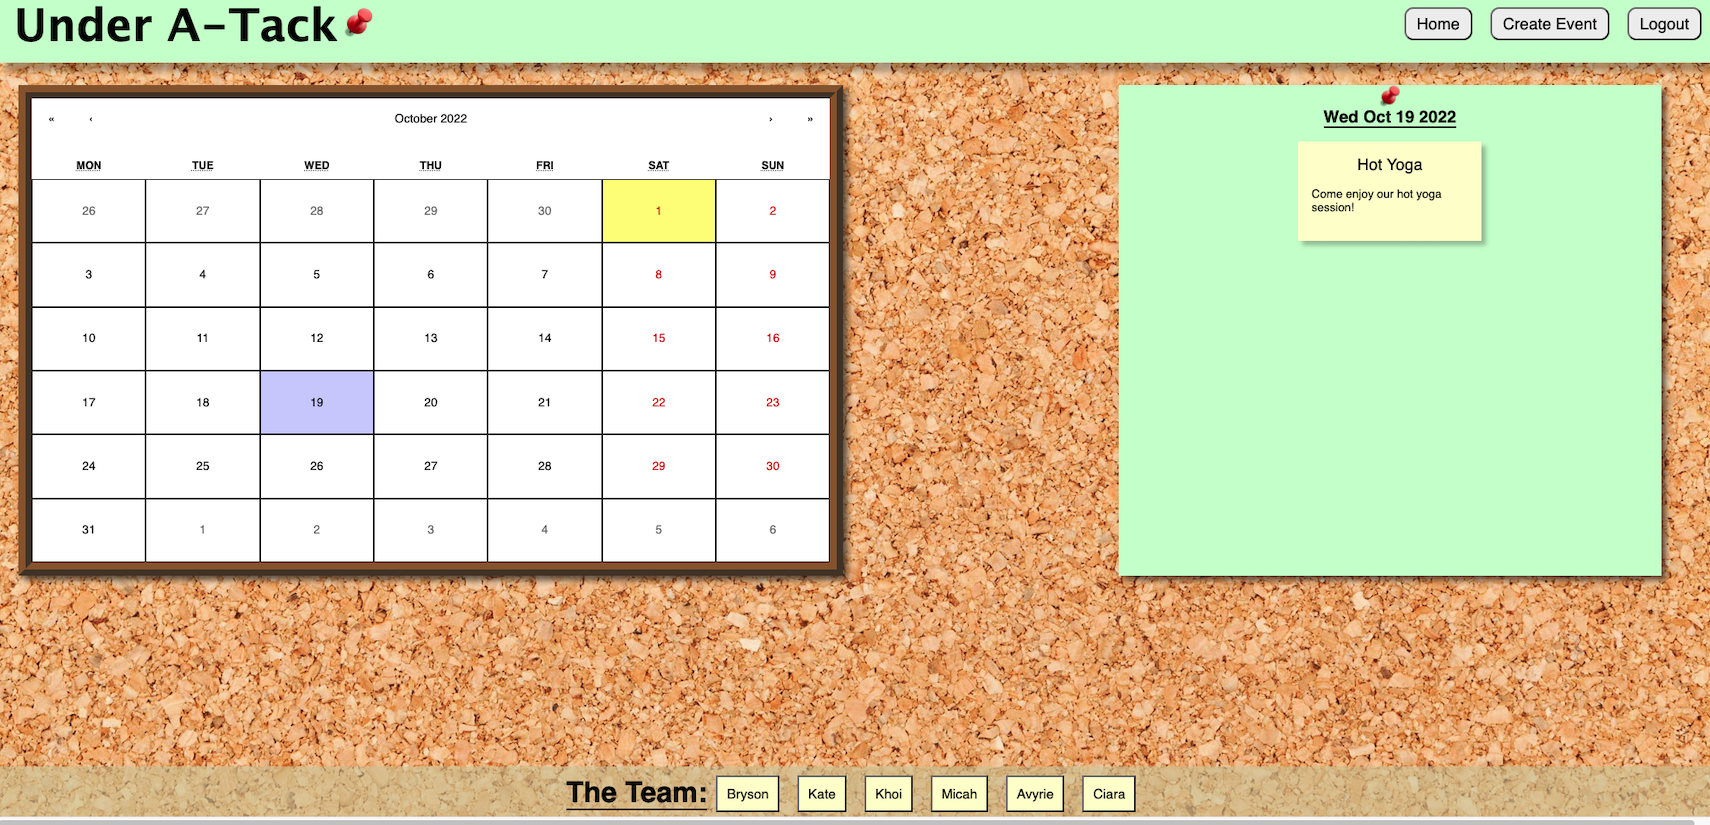 Under A-Tack
Home Create Event Logout
« ‹ October 2022 › »
MON TUE WED THU FRI SAT SUN
26 27 28 29 30 1 2
3 4 5 6 7 8 9
10 11 12 13 14 15 16
17 18 19 20 21 22 23
24 25 26 27 28 29 30
31 1 2 3 4 5 6
Wed Oct 19 2022
Hot Yoga
Come enjoy our hot yoga
session!
The Team: Bryson Kate Khoi Micah Avyrie Ciara